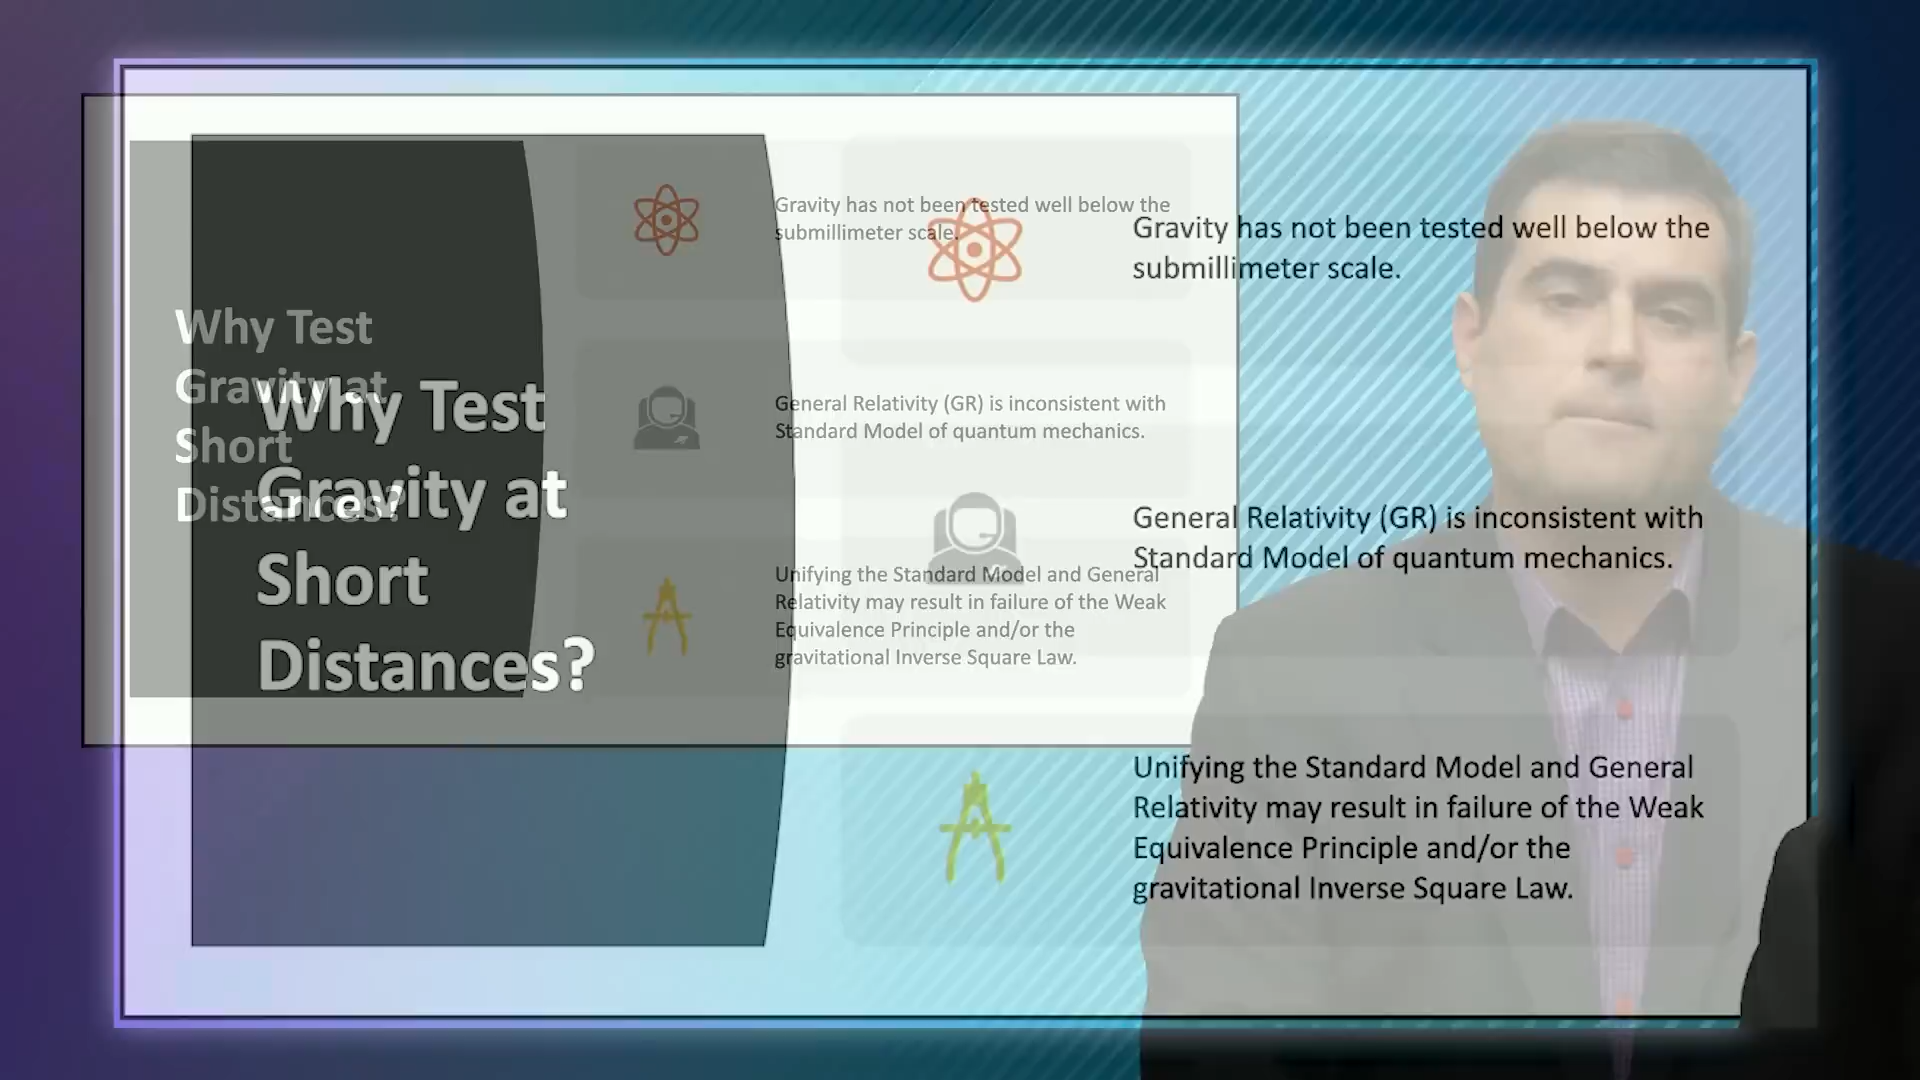 Why Test
Gravity at
Short
Distances?
Gravity has not been tested well below the
submillimeter scale.
General Relativity (GR) is inconsistent with
Standard Model of quantum mechanics.
Unifying the Standard Model and General
Relativity may result in failure of the Weak
Equivalence Principle and/or the
gravitational Inverse Square Law.
Why Test
Gravity at
Short
Distances?
Gravity has not been tested well below the
submillimeter scale.
General Relativity (GR) is inconsistent with
Standard Model of quantum mechanics.
Unifying the Standard Model and General
Relativity may result in failure of the Weak
Equivalence Principle and/or the
gravitational Inverse Square Law.